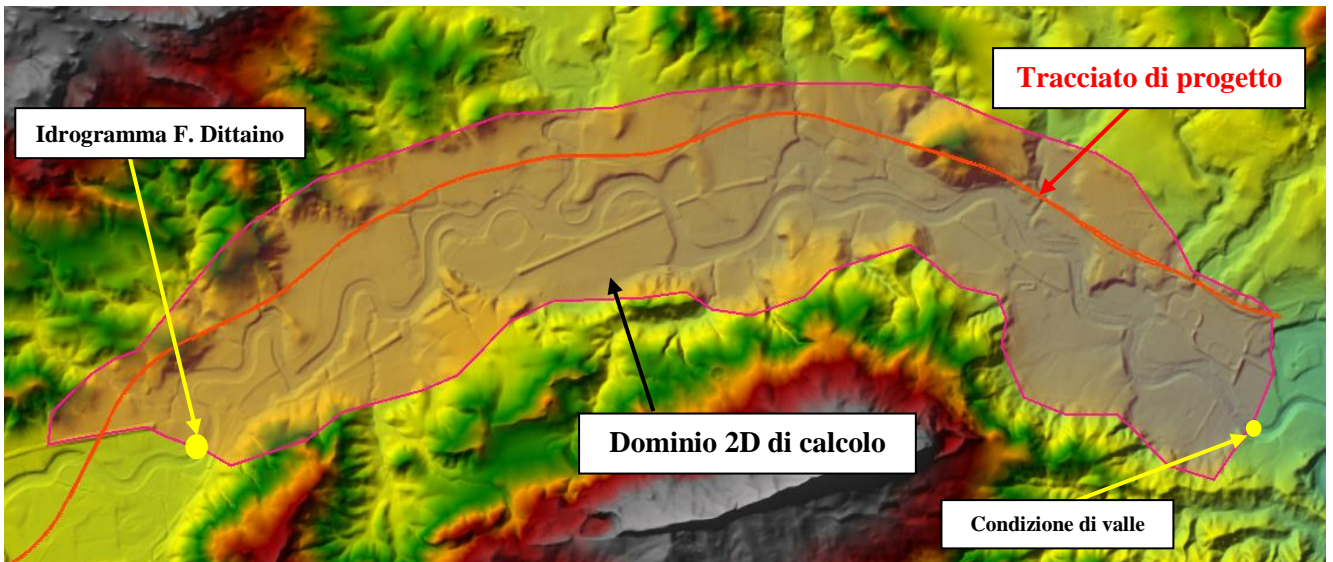 Tracciato di progetto
Idrogramma F. Dittaino
Dominio 2D di calcolo
Condizione di valle